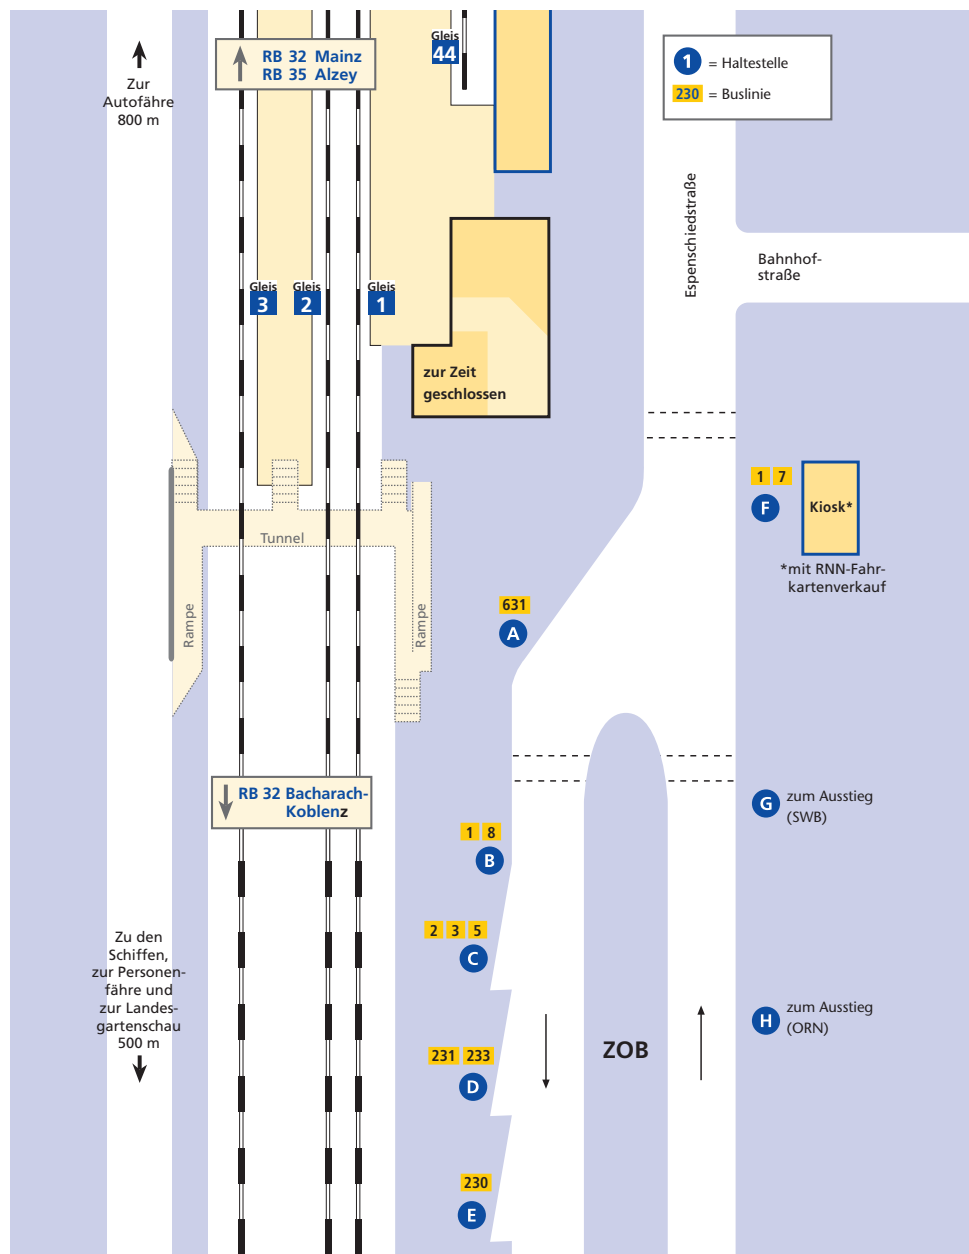 Zur
Autofähre
800 m
RB 32 Mainz
RB 35 Alzey
Gleis
44
1 = Haltestelle
230 = Buslinie
Espenschiedstraße
Bahnhof-
straße
Gleis
3
Gleis
2
Gleis
1
zur Zeit
geschlossen
1 7
F
Kiosk*
*mit RNN-Fahr-
kartenverkauf
Tunnel
Rampe
Rampe
631
A
RB 32 Bacharach-
Koblenz
G
zum Ausstieg
(SWB)
1 8
B
2 3 5
C
Zu den
Schiffen,
zur Personen-
fähre und
zur Landes-
gartenschau
500 m
H
zum Ausstieg
(ORN)
ZOB
231 233
D
230
E